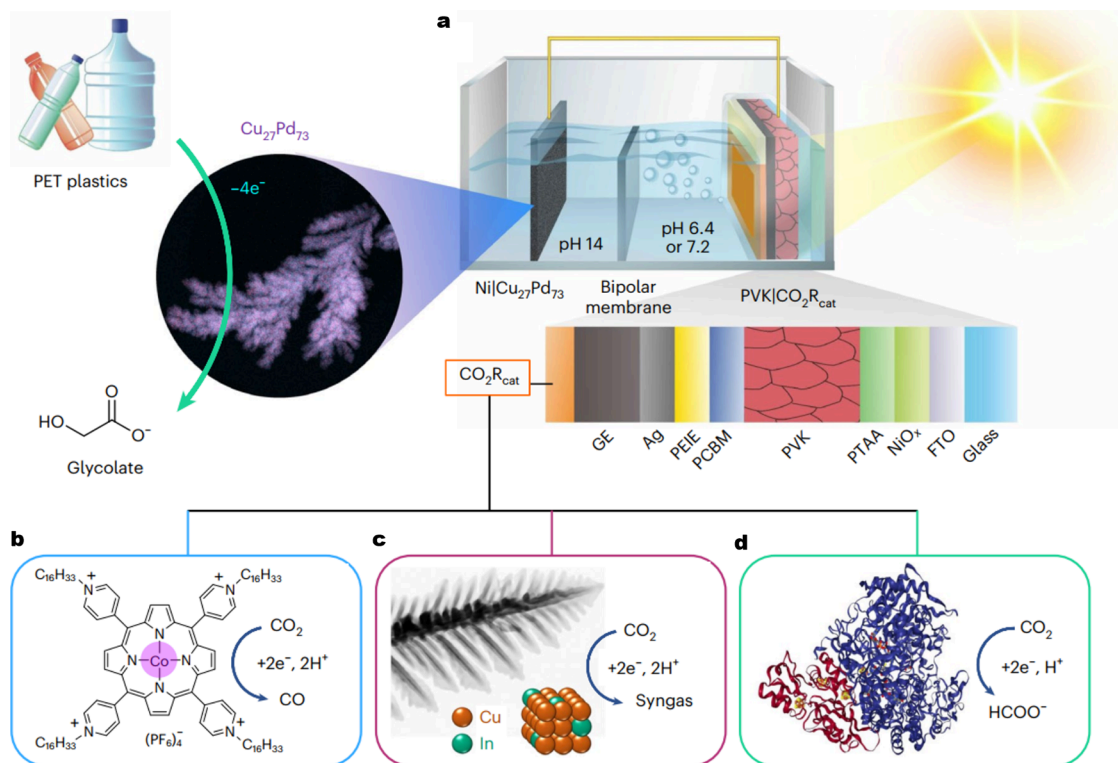 a
PET plastics
Cu₂₇Pd₇₃
–4e⁻
HO
O
O⁻
Glycolate
pH 14
pH 6.4
or 7.2
Ni|Cu₂₇Pd₇₃
Bipolar
membrane
PVK|CO₂R_cat
CO₂R_cat
GE
Ag
PEIE
PCBM
PVK
PTAA
NiOₓ
FTO
Glass
b
C₁₆H₃₃
+
N
N
+
C₁₆H₃₃
N
N
Co
N
N
CO₂
+2e⁻, 2H⁺
CO
C₁₆H₃₃
N
+
(PF₆)₄⁻
N
+
C₁₆H₃₃
c
CO₂
+2e⁻, 2H⁺
Syngas
Cu
In
d
CO₂
+2e⁻, H⁺
HCOO⁻